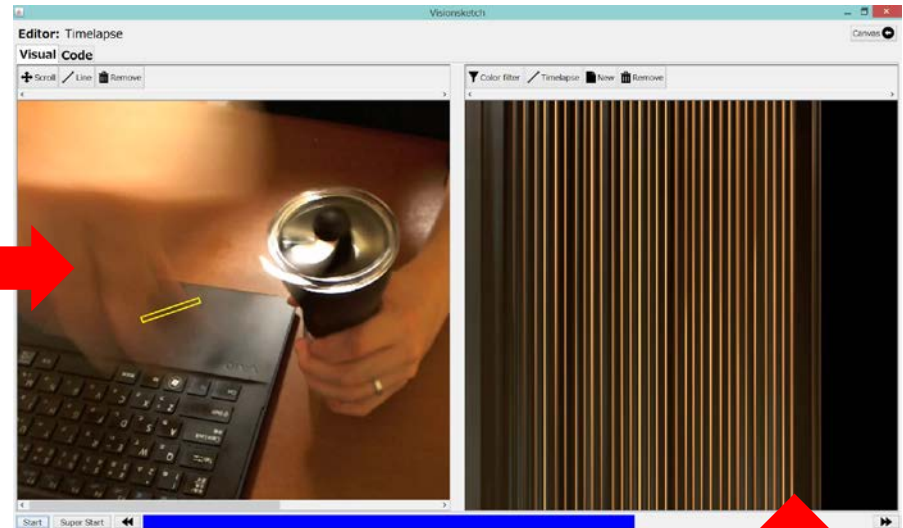 Visionsketch
Editor: Timelapse
Canvas
Visual Code
Scroll Line Remove
Color filter Timelapse New Remove
Start Super Start